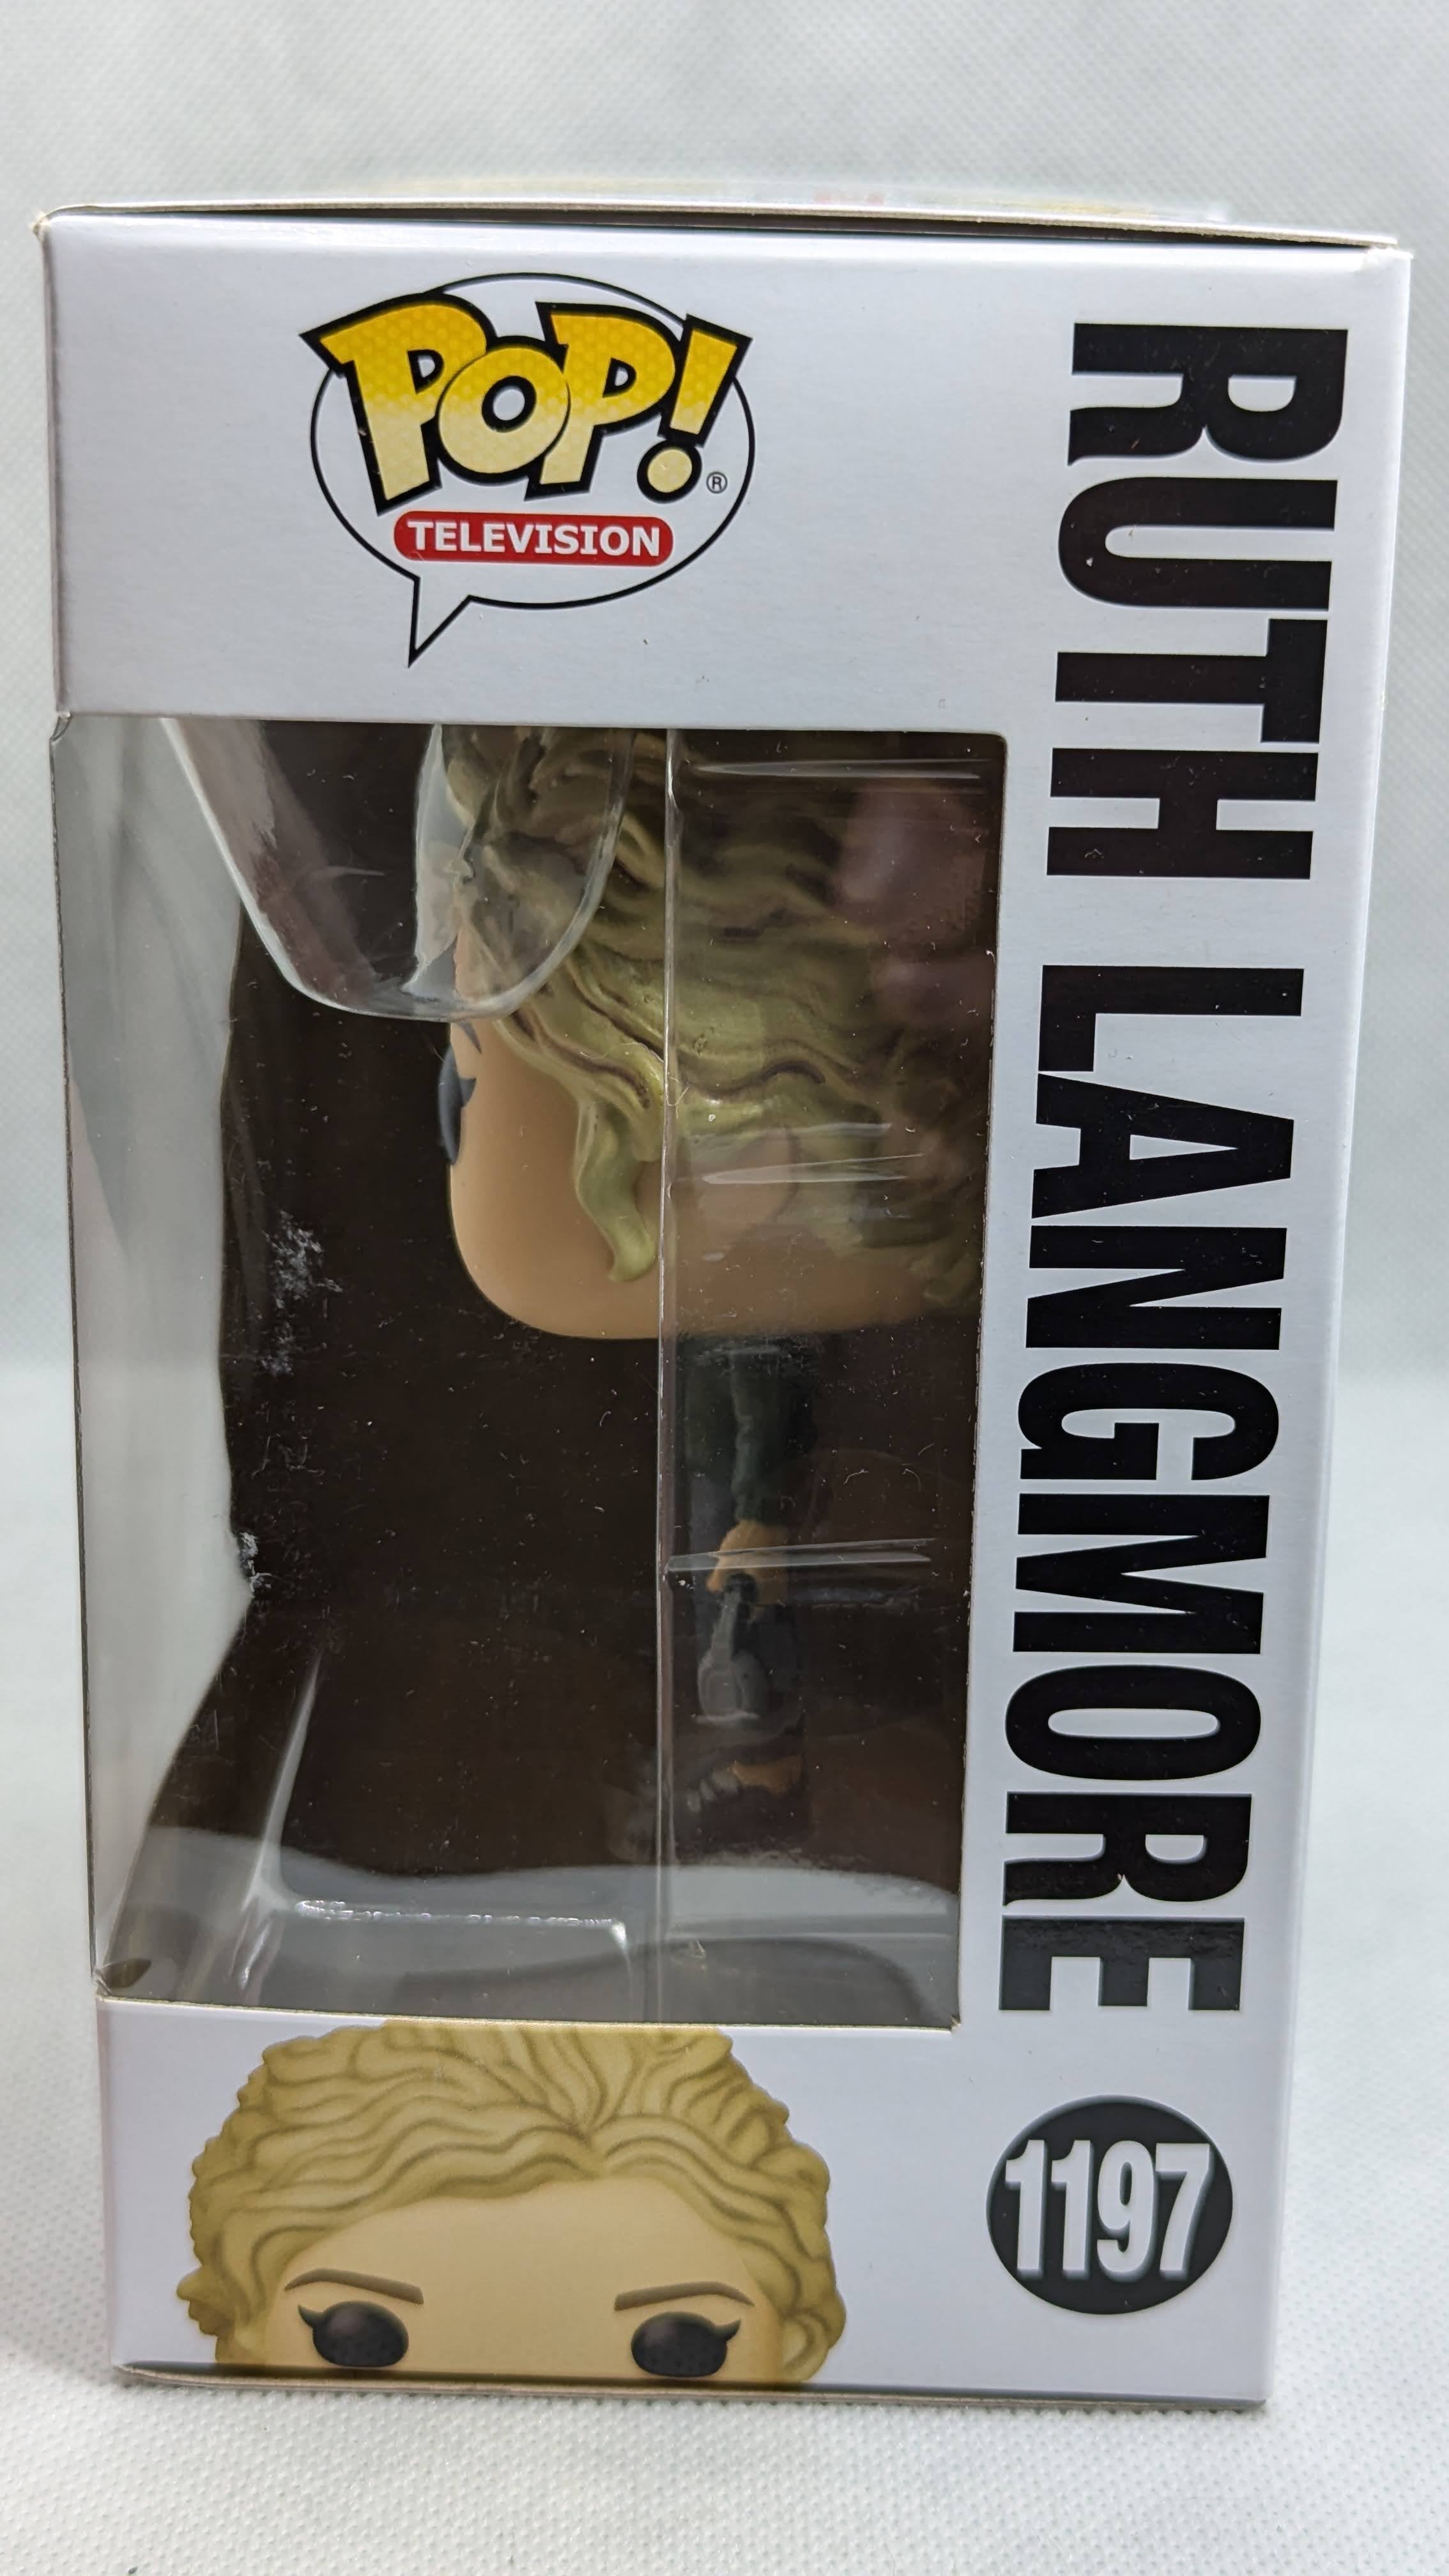 POP!®
TELEVISION
RUTH LANGMORE
1197